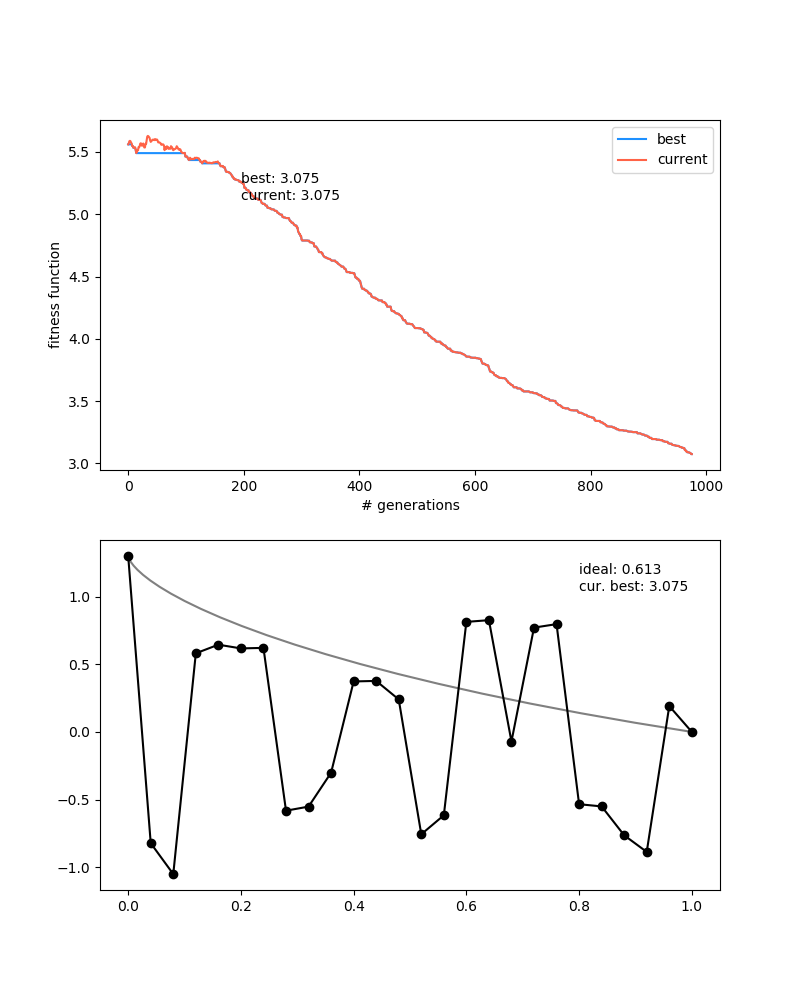 best
current
best: 3.075
current: 3.075
fitness function
5.5
5.0
4.5
4.0
3.5
3.0
0 200 400 600 800 1000
# generations
ideal: 0.613
cur. best: 3.075
1.0
0.5
0.0
−0.5
−1.0
0.0 0.2 0.4 0.6 0.8 1.0